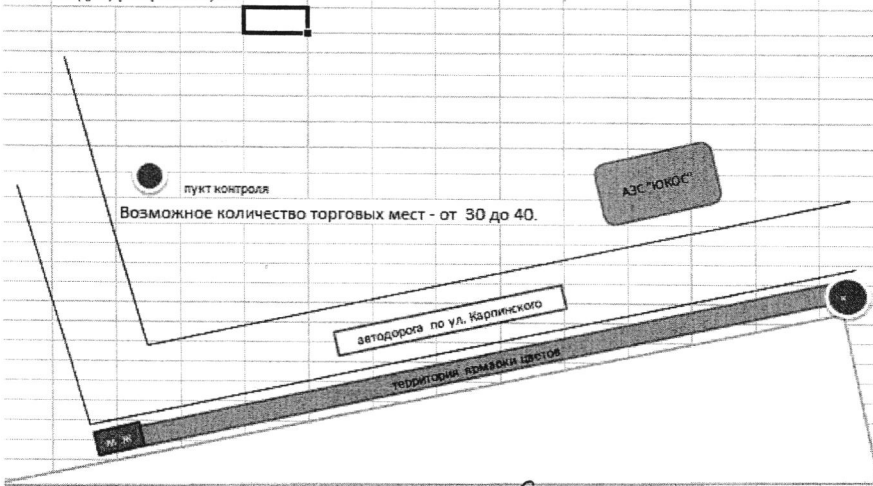 пукт контроля
Возможное количество торговых мест - от 30 до 40.
АЗС "ЮКОС"
автодорога по ул. Карпинского
территория ярмарки цветов
м ж
к